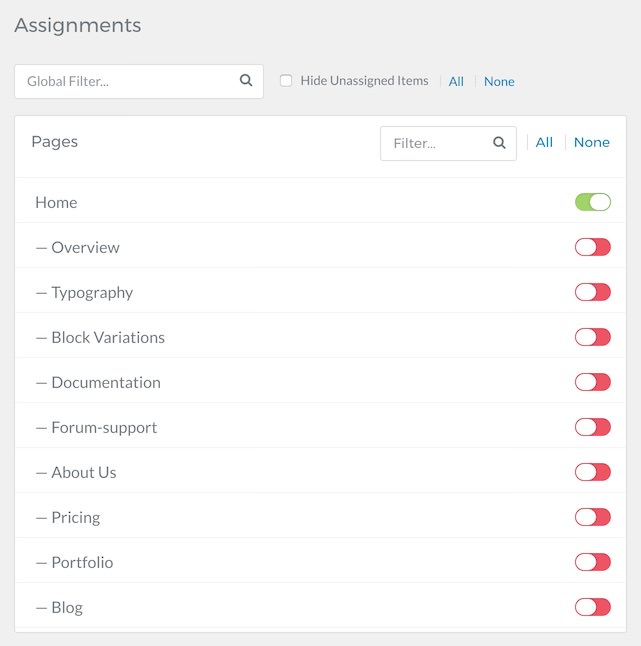 Assignments
Global Filter... Hide Unassigned Items All None
Pages Filter... All None
Home
— Overview
— Typography
— Block Variations
— Documentation
— Forum-support
— About Us
— Pricing
— Portfolio
— Blog